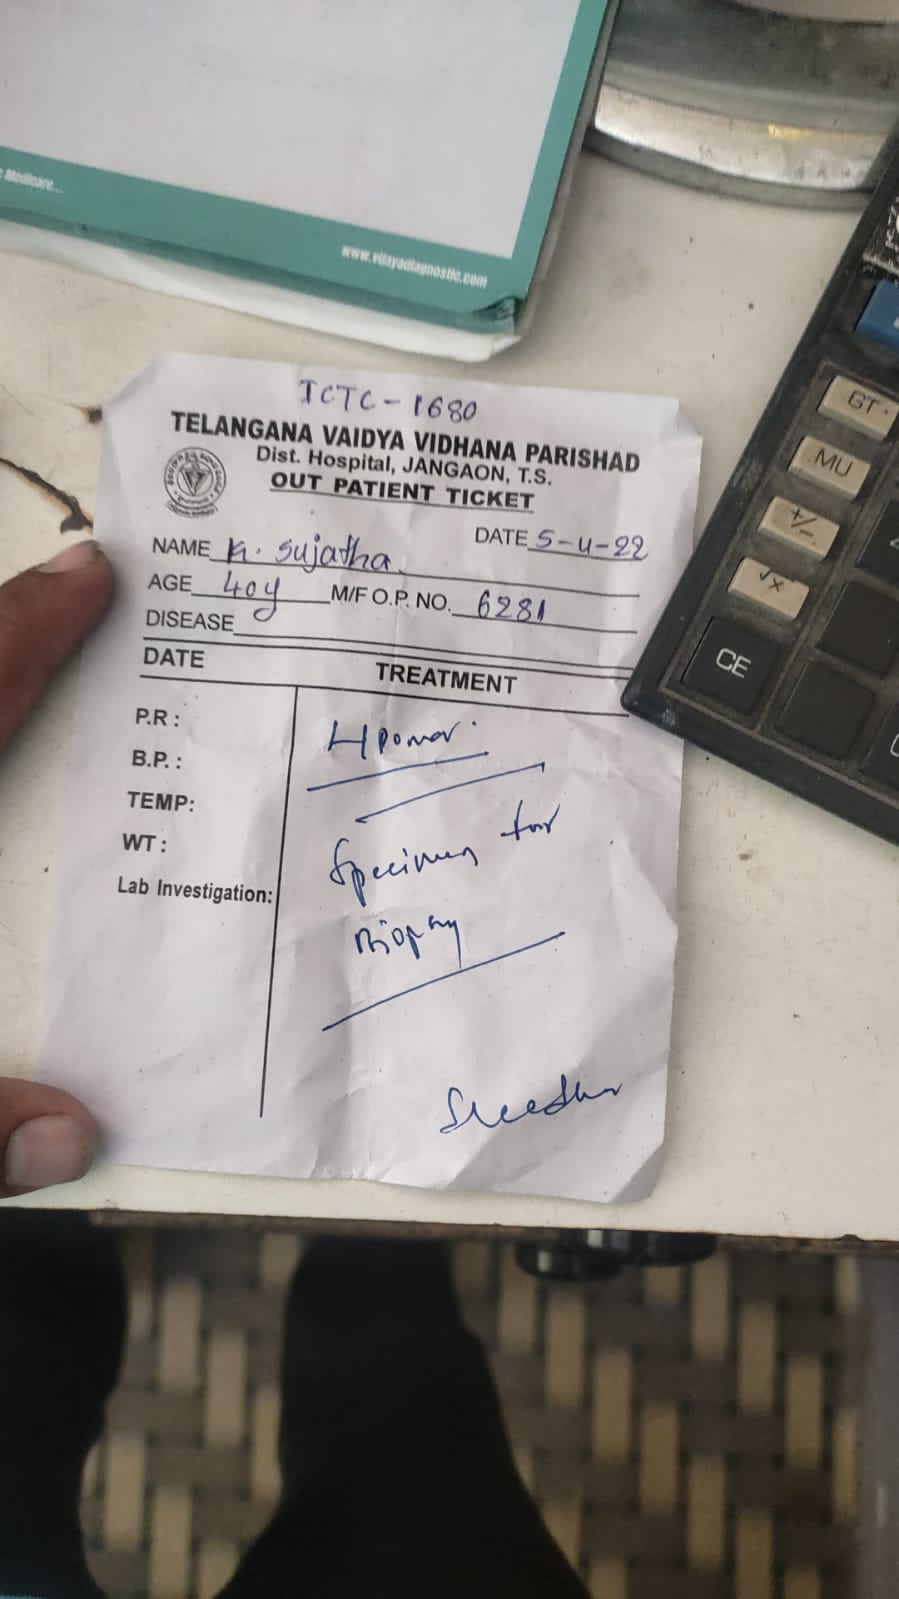 Medicare...
www.vijayadiagnostic.com
ICTC - 1680
TELANGANA VAIDYA VIDHANA PARISHAD
Dist. Hospital, JANGAON, T.S.
OUT PATIENT TICKET
DATE 5-4-22
NAME K. Sujatha
AGE 40y M/F O.P. NO. 6281
DISEASE
DATE TREATMENT
P.R :
B.P. :
TEMP:
WT :
Lab Investigation:
Specimen for
Biopsy
GT
MU
+/-
√x
CE